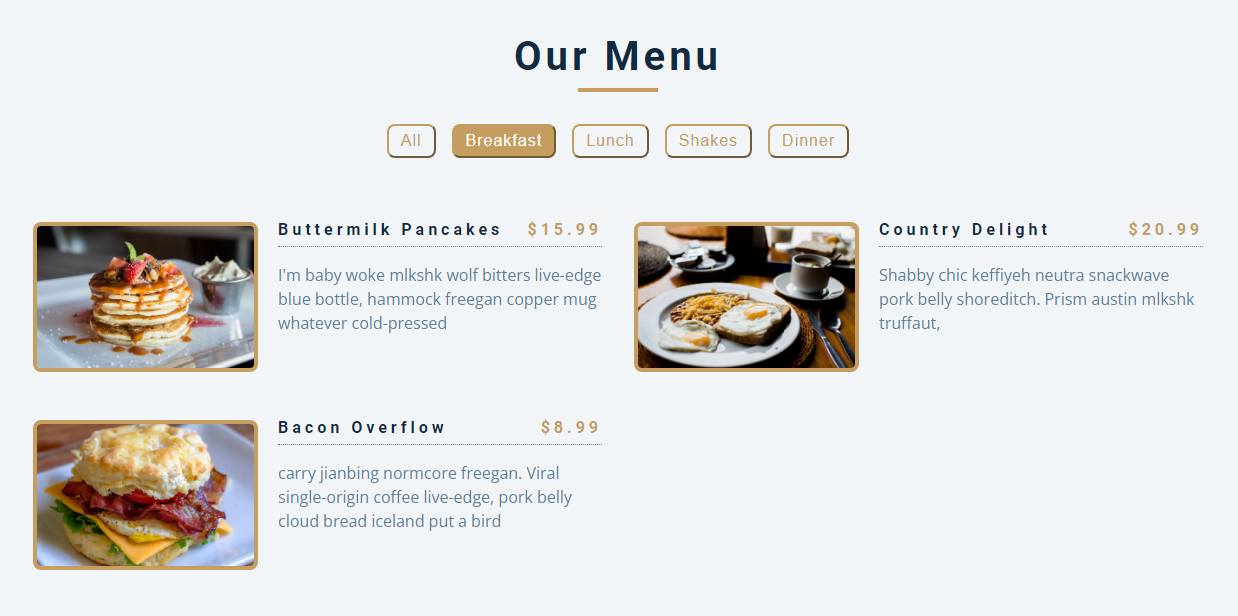 Our Menu
All Breakfast Lunch Shakes Dinner
Buttermilk Pancakes $15.99
I'm baby woke mlkshk wolf bitters live-edge
blue bottle, hammock freegan copper mug
whatever cold-pressed
Country Delight $20.99
Shabby chic keffiyeh neutra snackwave
pork belly shoreditch. Prism austin mlkshk
truffaut,
Bacon Overflow $8.99
carry jianbing normcore freegan. Viral
single-origin coffee live-edge, pork belly
cloud bread iceland put a bird